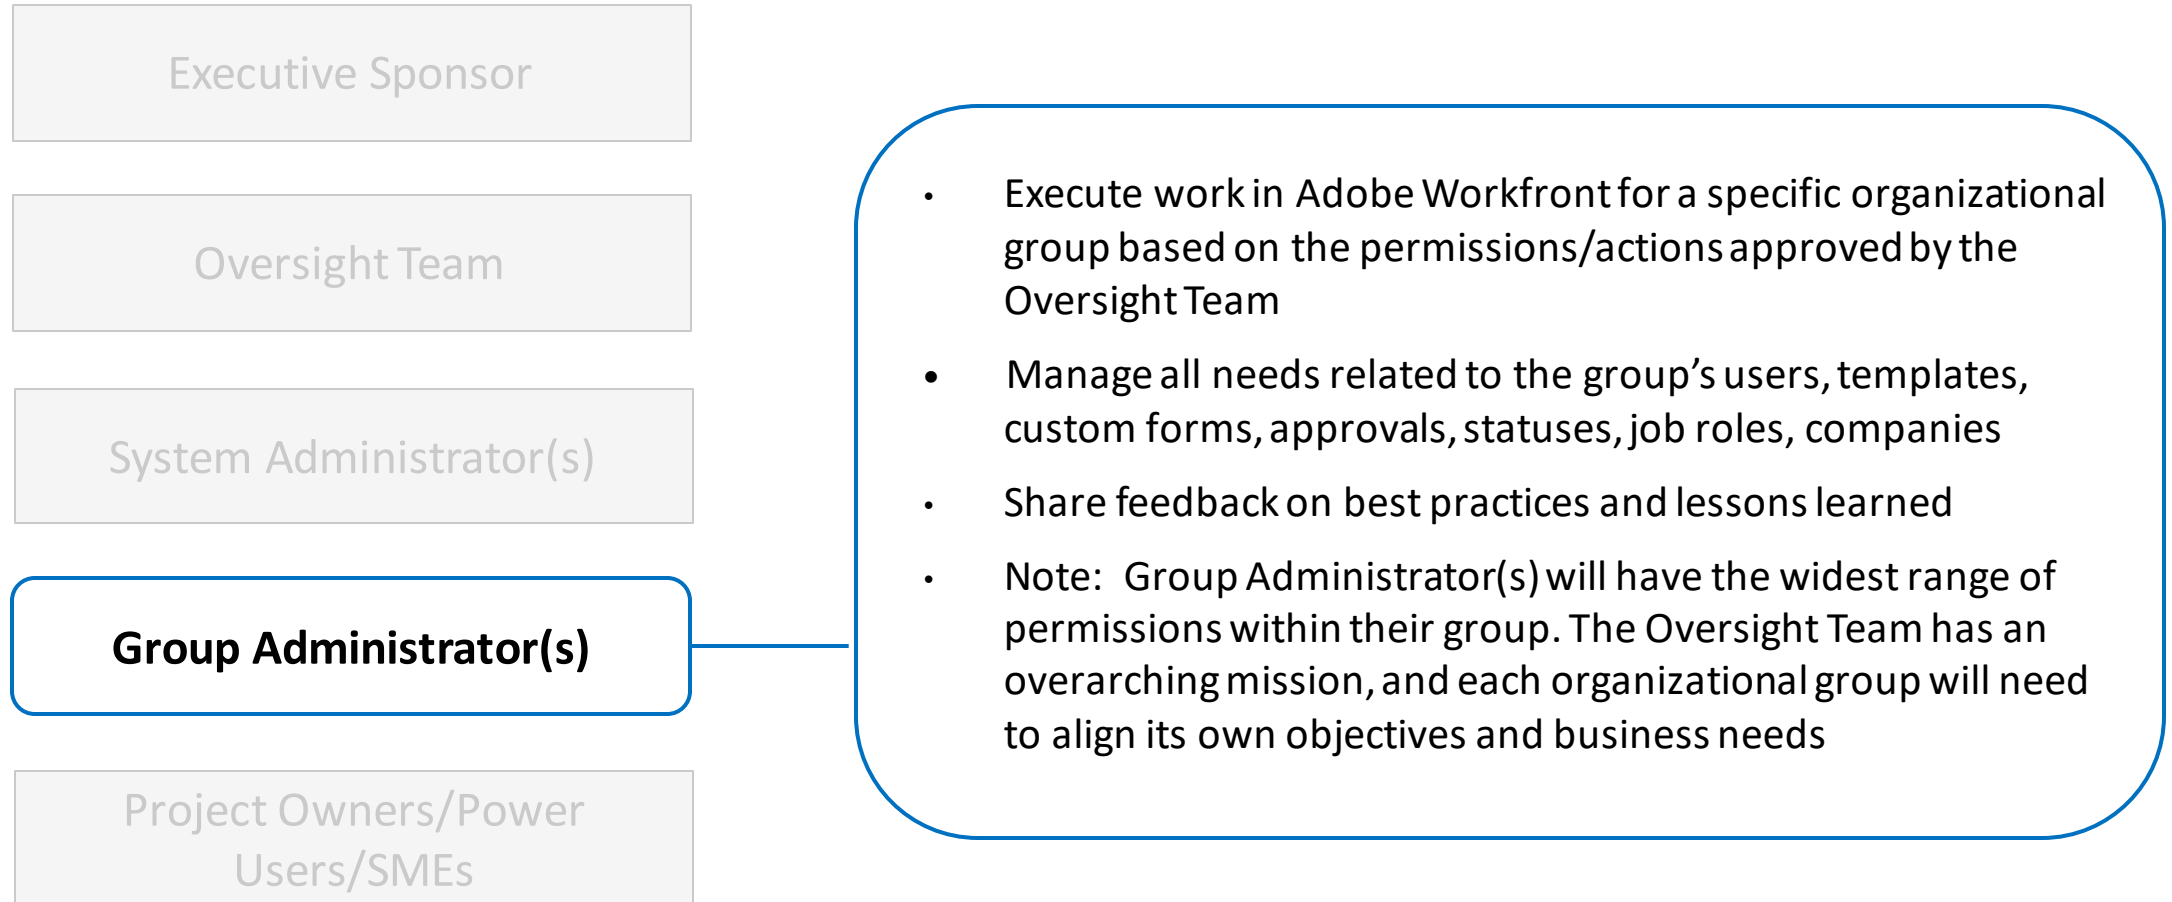 Executive Sponsor
Oversight Team
System Administrator(s)
Group Administrator(s)
Project Owners/Power
Users/SMEs
• Execute work in Adobe Workfront for a specific organizational
group based on the permissions/actions approved by the
Oversight Team
• Manage all needs related to the group’s users, templates,
custom forms, approvals, statuses, job roles, companies
• Share feedback on best practices and lessons learned
• Note: Group Administrator(s) will have the widest range of
permissions within their group. The Oversight Team has an
overarching mission, and each organizational group will need
to align its own objectives and business needs